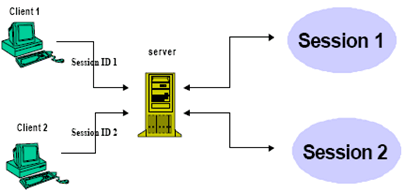 Client 1
Session ID 1
server
Session 1
Client 2
Session ID 2
Session 2